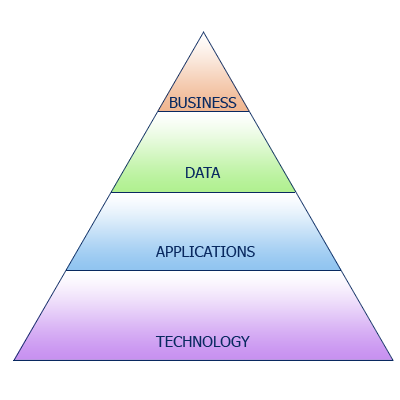 BUSINESS
DATA
APPLICATIONS
TECHNOLOGY